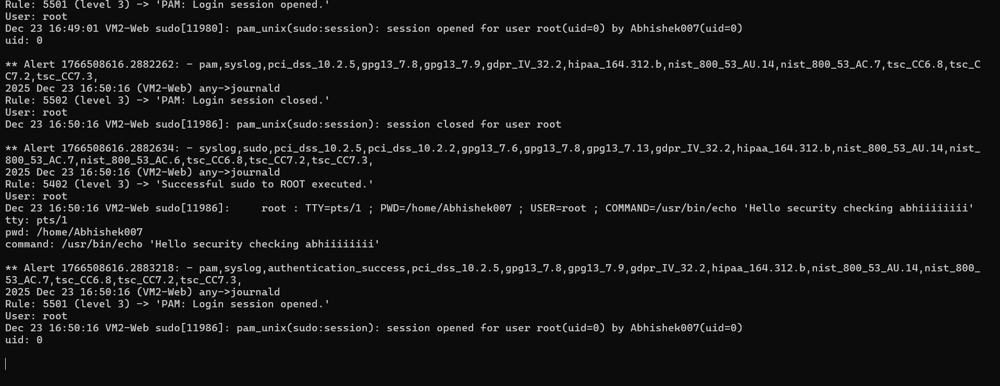 Rule: 5501 (level 3) -> 'PAM: Login session opened.'
User: root
Dec 23 16:49:01 VM2-Web sudo[11980]: pam_unix(sudo:session): session opened for user root(uid=0) by Abhishek007(uid=0)
uid: 0
** Alert 1766508616.2882262: - pam,syslog,pci_dss_10.2.5,gpg13_7.8,gpg13_7.9,gdpr_IV_32.2,hipaa_164.312.b,nist_800_53_AU.14,nist_800_53_AC.7,tsc_CC6.8,tsc_C
C7.2,tsc_CC7.3,
2025 Dec 23 16:50:16 (VM2-Web) any->journald
Rule: 5502 (level 3) -> 'PAM: Login session closed.'
User: root
Dec 23 16:50:16 VM2-Web sudo[11986]: pam_unix(sudo:session): session closed for user root
** Alert 1766508616.2882634: - syslog,sudo,pci_dss_10.2.5,pci_dss_10.2.2,gpg13_7.6,gpg13_7.8,gpg13_7.13,gdpr_IV_32.2,hipaa_164.312.b,nist_800_53_AU.14,nist_
800_53_AC.7,nist_800_53_AC.6,tsc_CC6.8,tsc_CC7.2,tsc_CC7.3,
2025 Dec 23 16:50:16 (VM2-Web) any->journald
Rule: 5402 (level 3) -> 'Successful sudo to ROOT executed.'
User: root
Dec 23 16:50:16 VM2-Web sudo[11986]:     root : TTY=pts/1 ; PWD=/home/Abhishek007 ; USER=root ; COMMAND=/usr/bin/echo 'Hello security checking abhiiiiiiii'
tty: pts/1
pwd: /home/Abhishek007
command: /usr/bin/echo 'Hello security checking abhiiiiiiii'
** Alert 1766508616.2883218: - pam,syslog,authentication_success,pci_dss_10.2.5,gpg13_7.8,gpg13_7.9,gdpr_IV_32.2,hipaa_164.312.b,nist_800_53_AU.14,nist_800_
53_AC.7,tsc_CC6.8,tsc_CC7.2,tsc_CC7.3,
2025 Dec 23 16:50:16 (VM2-Web) any->journald
Rule: 5501 (level 3) -> 'PAM: Login session opened.'
User: root
Dec 23 16:50:16 VM2-Web sudo[11986]: pam_unix(sudo:session): session opened for user root(uid=0) by Abhishek007(uid=0)
uid: 0